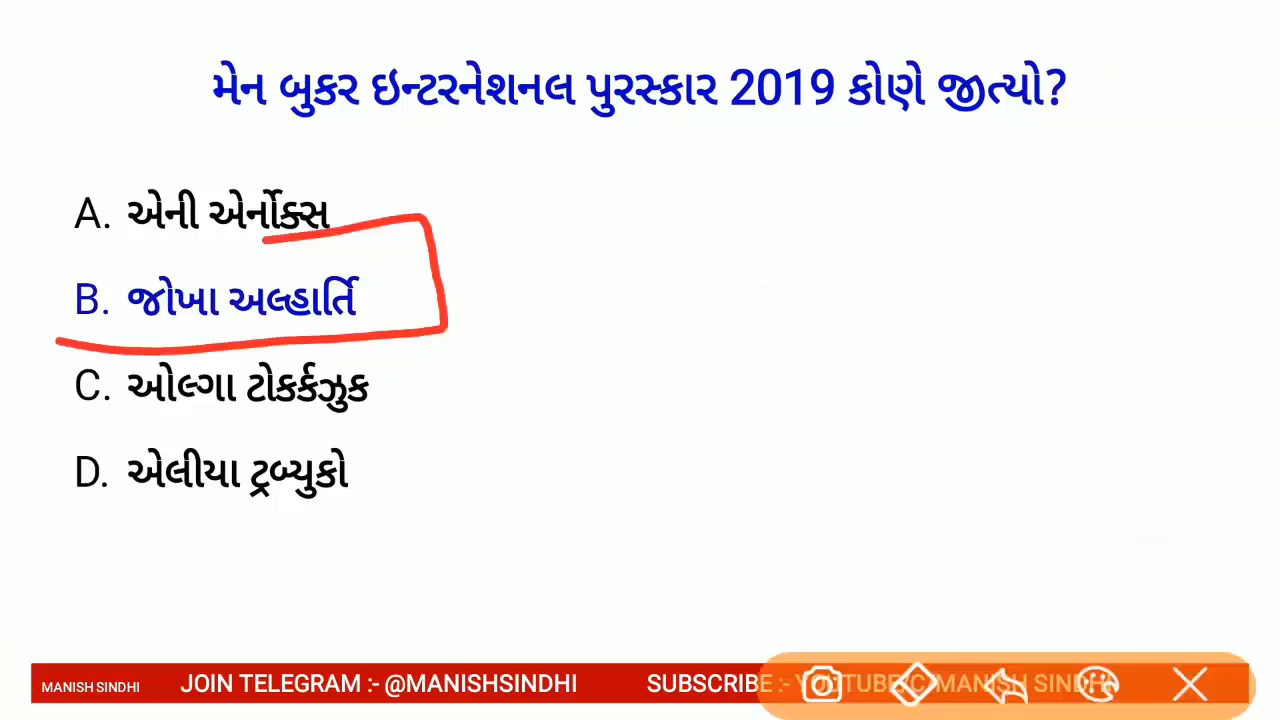 મેન બુકર ઇન્ટરનેશનલ પુરસ્કાર 2019 કોણે જીત્યો?
A. એની એર્નોક્સ
B. જોખા અલ્હાર્તિ
C. ઓલ્ગા ટોકર્કઝુક
D. એલીયા ટ્રબ્યુકો
MANISH SINDHI JOIN TELEGRAM :- @MANISHSINDHI SUBSCRIBE :- YOUTUBE/C/MANISH SINDHI